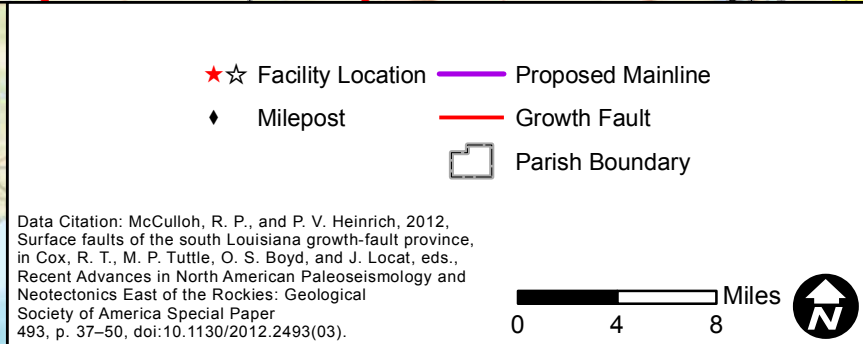 Facility Location
Proposed Mainline
Milepost
Growth Fault
Parish Boundary
Data Citation: McCulloh, R. P., and P. V. Heinrich, 2012,
Surface faults of the south Louisiana growth-fault province,
in Cox, R. T., M. P. Tuttle, O. S. Boyd, and J. Locat, eds.,
Recent Advances in North American Paleoseismology and
Neotectonics East of the Rockies: Geological
Society of America Special Paper
493, p. 37–50, doi:10.1130/2012.2493(03).
Miles
0 4 8
N